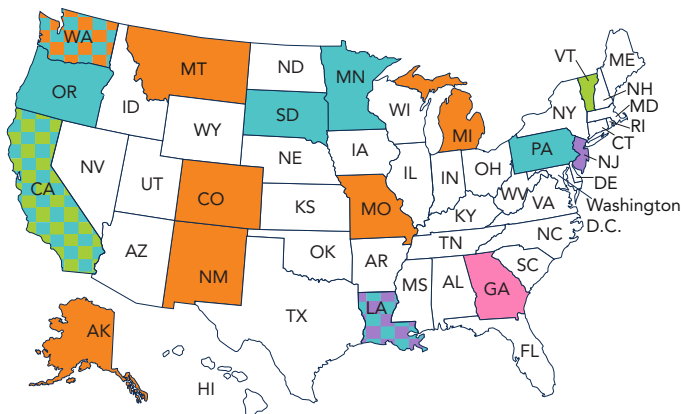 WA
MT
ND
MN
VT
ME
OR
ID
SD
WI
NH
MD
NY
RI
WY
MI
CT
PA
NJ
IA
NE
OH
DE
NV
IL
IN
Washington
D.C.
CA
UT
CO
KS
MO
WV
VA
KY
NC
TN
OK
AZ
NM
AR
SC
MS
AL
GA
LA
TX
AK
FL
HI